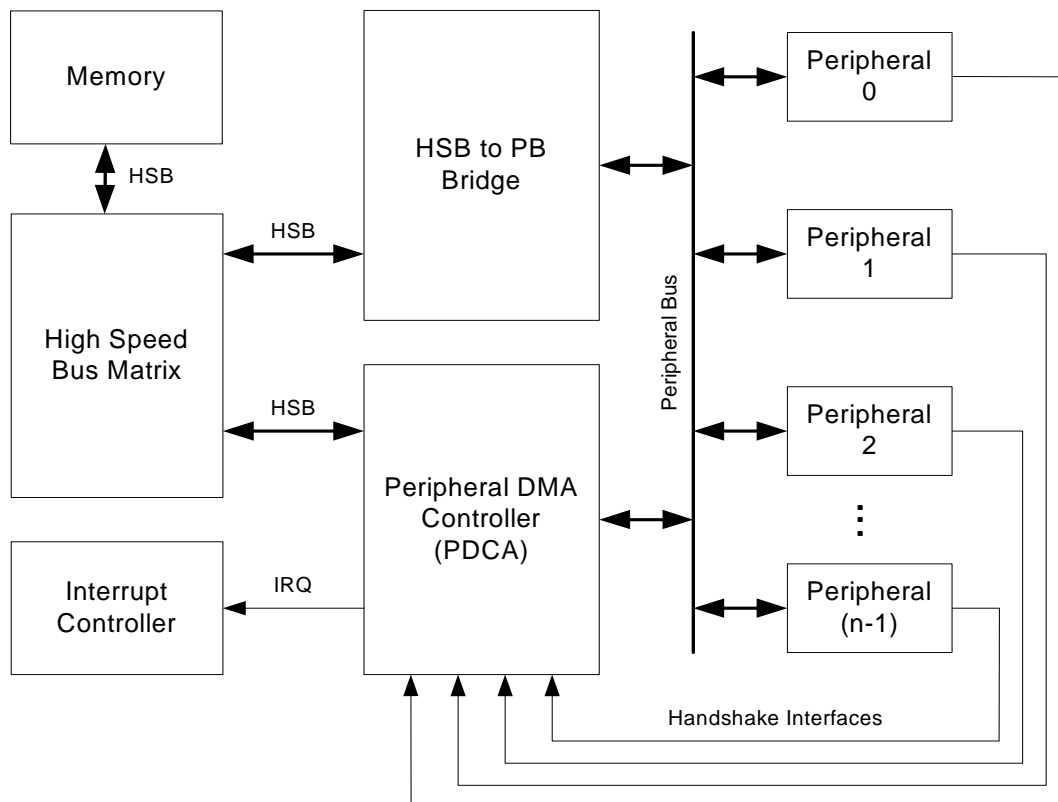 Memory
HSB
High Speed
Bus Matrix
HSB
HSB
HSB to PB
Bridge
Peripheral DMA
Controller
(PDCA)
Interrupt
Controller
IRQ
Peripheral Bus
Peripheral
0
Peripheral
1
Peripheral
2
Peripheral
(n-1)
Handshake Interfaces